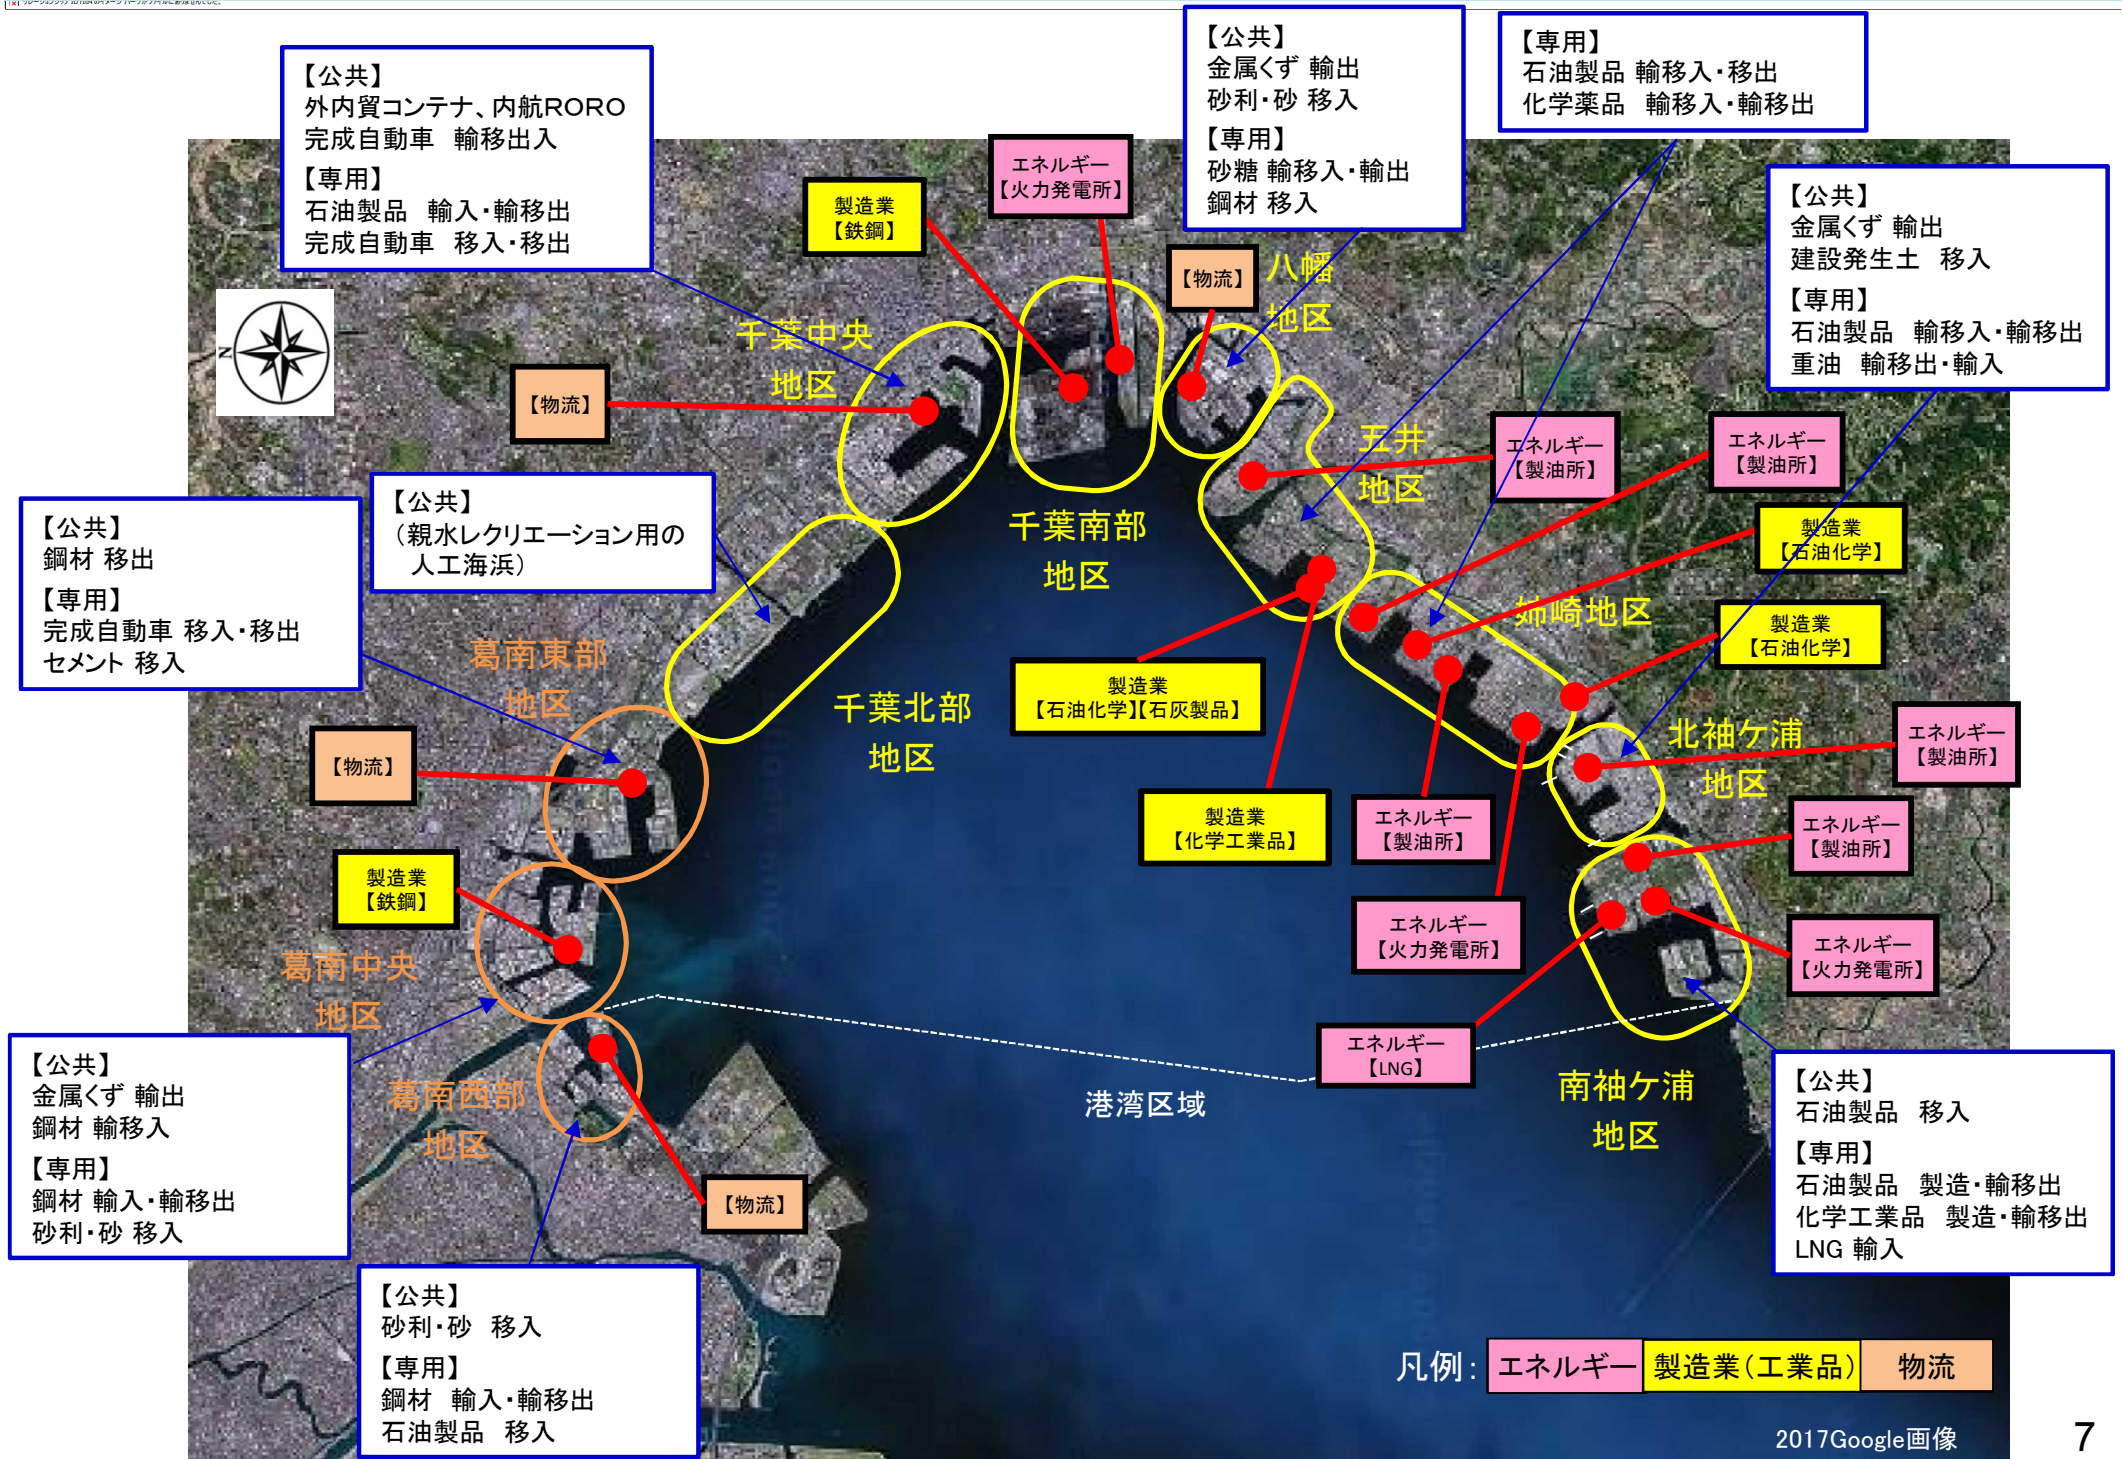 【公共】
外内貿コンテナ、内航RORO
完成自動車 輸移出入
【専用】
石油製品 輸入・輸移出
完成自動車 移入・移出
【公共】
金属くず 輸出
砂利・砂 移入
【専用】
砂糖 輸移入・輸出
鋼材 移入
【専用】
石油製品 輸移入・移出
化学薬品 輸移入・輸移出
【公共】
金属くず 輸出
建設発生土 移入
【専用】
石油製品 輸移入・輸移出
重油 輸移出・輸入
製造業
【鉄鋼】
エネルギー
【火力発電所】
【物流】
八幡
地区
N
千葉中央
地区
【物流】
五井
地区
エネルギー
【製油所】
エネルギー
【製油所】
【公共】
鋼材 移出
【専用】
完成自動車 移入・移出
セメント 移入
【公共】
（親水レクリエーション用の
人工海浜）
千葉南部
地区
製造業
【石油化学】
姉崎地区
製造業
【石油化学】
葛南東部
地区
千葉北部
地区
製造業
【石油化学】【石灰製品】
北袖ケ浦
地区
エネルギー
【製油所】
【物流】
製造業
【化学工業品】
エネルギー
【製油所】
エネルギー
【製油所】
製造業
【鉄鋼】
エネルギー
【火力発電所】
エネルギー
【火力発電所】
葛南中央
地区
エネルギー
【LNG】
【公共】
金属くず 輸出
鋼材 輸移入
【専用】
鋼材 輸入・輸移出
砂利・砂 移入
葛南西部
地区
港湾区域
南袖ケ浦
地区
【公共】
石油製品 移入
【専用】
石油製品 製造・輸移出
化学工業品 製造・輸移出
LNG 輸入
【物流】
【公共】
砂利・砂 移入
【専用】
鋼材 輸入・輸移出
石油製品 移入
凡例：
エネルギー
製造業（工業品）
物流
2017Google画像
7